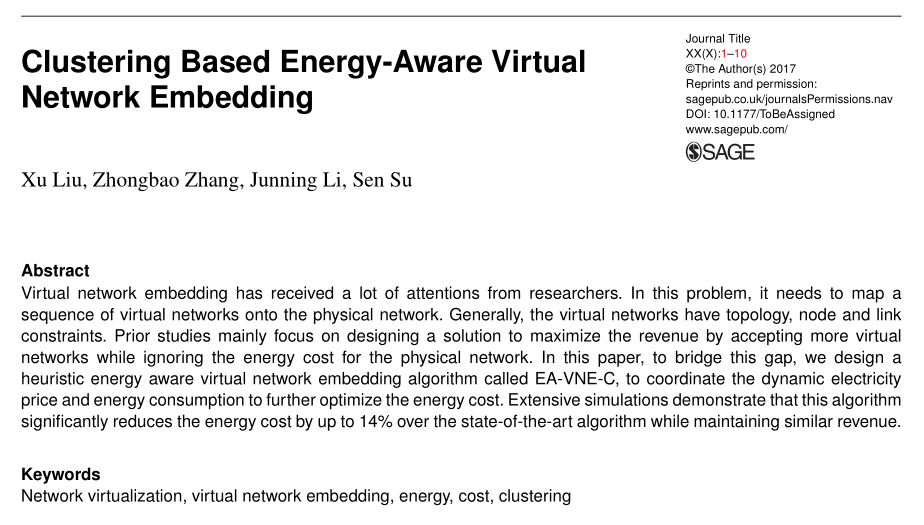 Clustering Based Energy-Aware Virtual
Network Embedding
Journal Title
XX(X):1–10
©The Author(s) 2017
Reprints and permission:
sagepub.co.uk/journalsPermissions.nav
DOI: 10.1177/ToBeAssigned
www.sagepub.com/
SAGE
Xu Liu, Zhongbao Zhang, Junning Li, Sen Su
Abstract
Virtual network embedding has received a lot of attentions from researchers. In this problem, it needs to map a
sequence of virtual networks onto the physical network. Generally, the virtual networks have topology, node and link
constraints. Prior studies mainly focus on designing a solution to maximize the revenue by accepting more virtual
networks while ignoring the energy cost for the physical network. In this paper, to bridge this gap, we design a
heuristic energy aware virtual network embedding algorithm called EA-VNE-C, to coordinate the dynamic electricity
price and energy consumption to further optimize the energy cost. Extensive simulations demonstrate that this algorithm
significantly reduces the energy cost by up to 14% over the state-of-the-art algorithm while maintaining similar revenue.
Keywords
Network virtualization, virtual network embedding, energy, cost, clustering